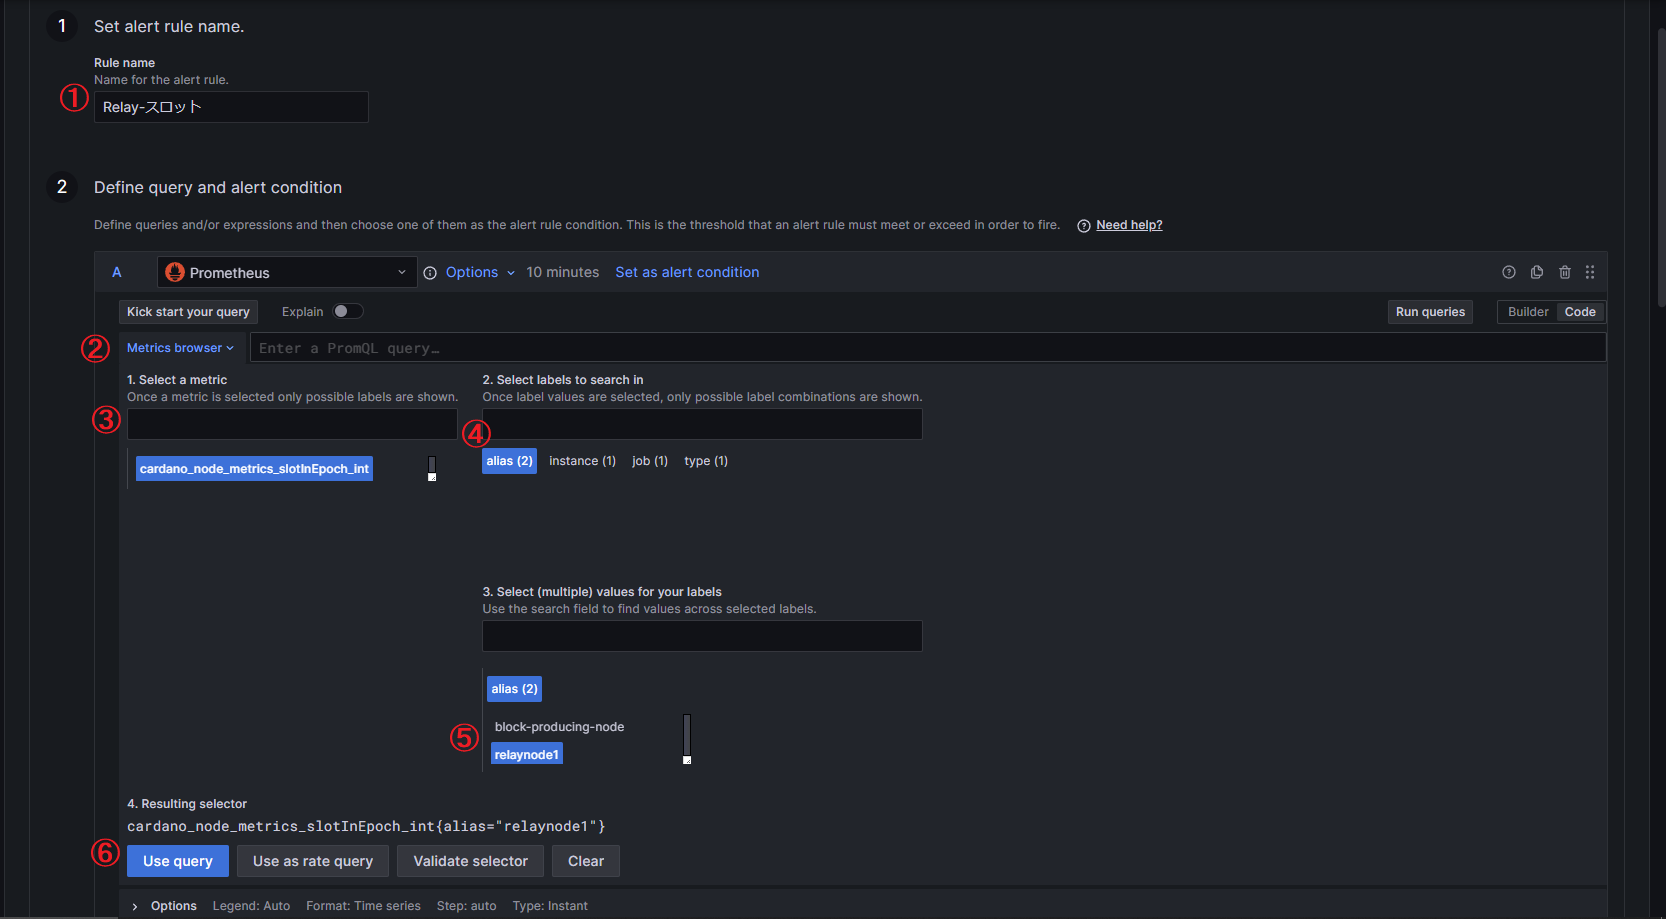 1 Set alert rule name.
Rule name
Name for the alert rule.
① Relay-スロット
2 Define query and alert condition
Define queries and/or expressions and then choose one of them as the alert rule condition. This is the threshold that an alert rule must meet or exceed in order to fire. Need help?
A Prometheus Options 10 minutes Set as alert condition
Kick start your query Explain Run queries Builder Code
② Metrics browser Enter a PromQL query…
1. Select a metric
Once a metric is selected only possible labels are shown.
③
cardano_node_metrics_slotInEpoch_int
2. Select labels to search in
Once label values are selected, only possible label combinations are shown.
④
alias (2) instance (1) job (1) type (1)
3. Select (multiple) values for your labels
Use the search field to find values across selected labels.
alias (2)
block-producing-node
⑤
relaynode1
4. Resulting selector
cardano_node_metrics_slotInEpoch_int{alias="relaynode1"}
⑥ Use query Use as rate query Validate selector Clear
Options Legend: Auto Format: Time series Step: auto Type: Instant